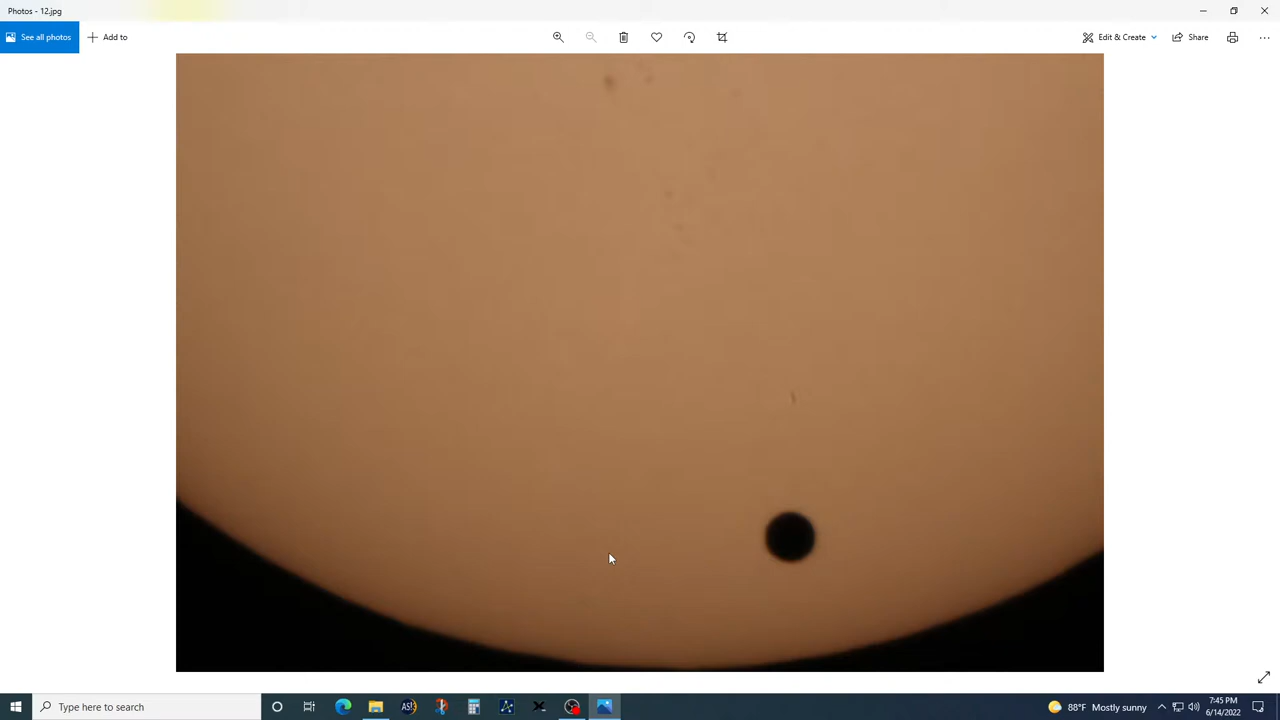 Photos - 12.jpg
See all photos
Add to
Edit & Create
Share
AS!
Type here to search
88°F Mostly sunny
7:45 PM
6/14/2022